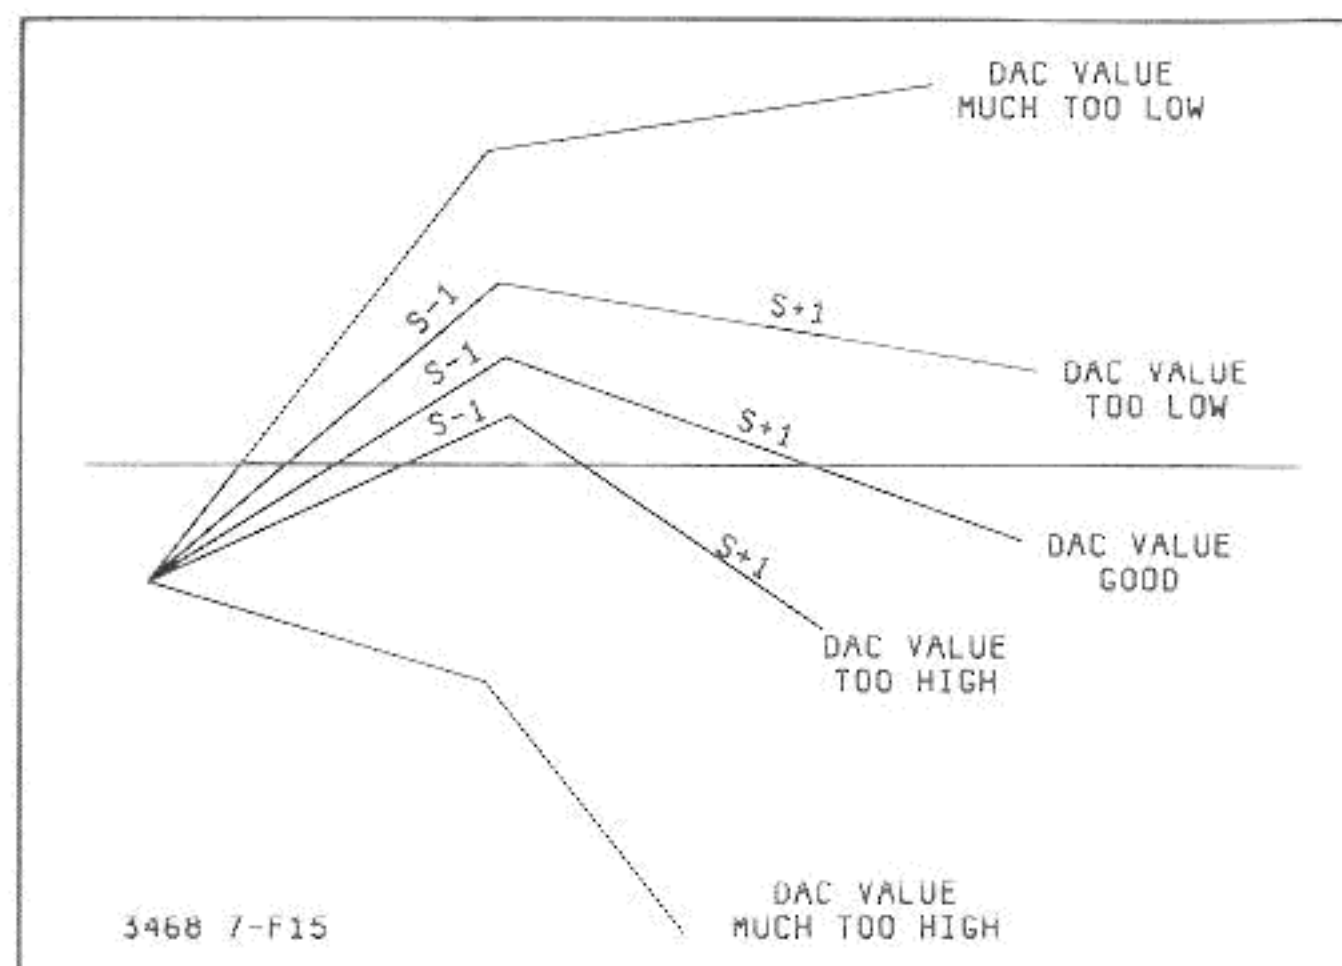 DAC VALUE
MUCH TOO LOW
S-1
S+1
S-1
DAC VALUE
TOO LOW
S-1
S+1
DAC VALUE
GOOD
S+1
DAC VALUE
TOO HIGH
DAC VALUE
MUCH TOO HIGH
3468 7-F15